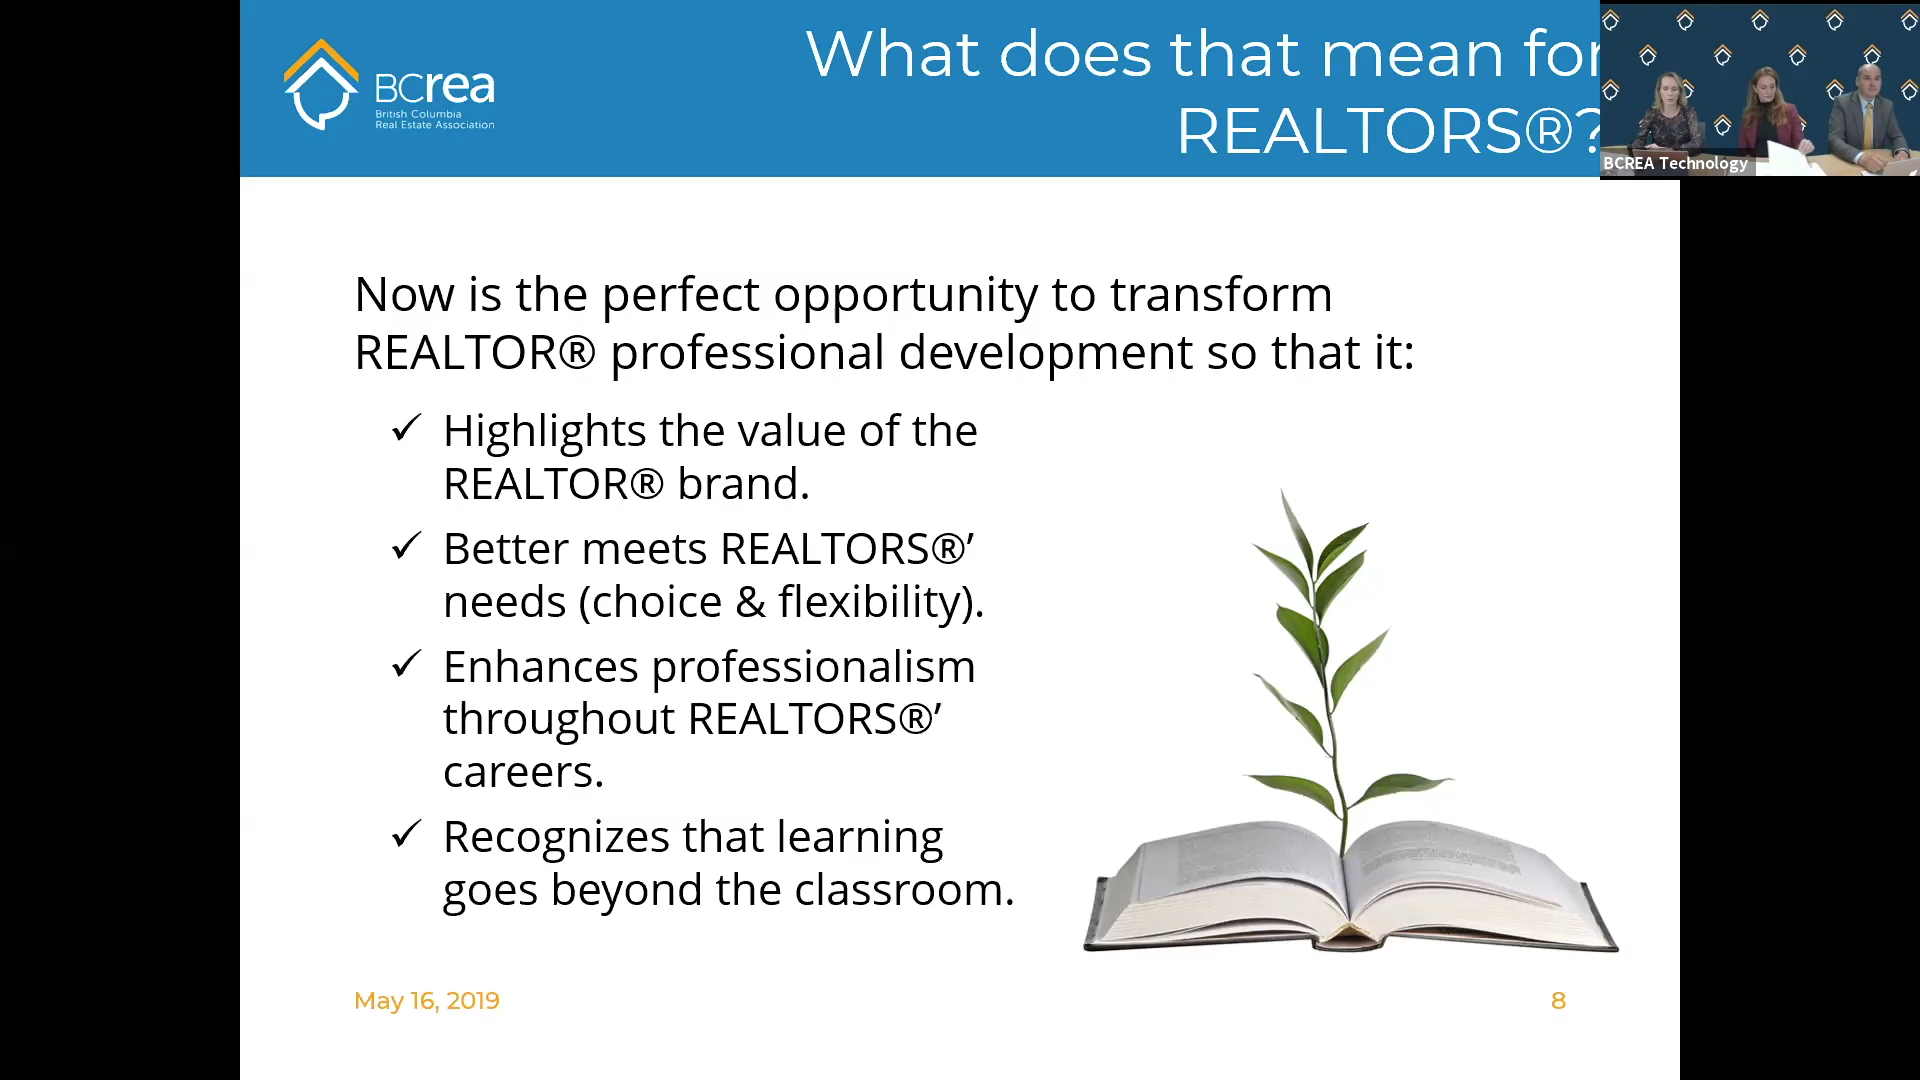 What does that mean for
REALTORS®?
BCrea
British Columbia
Real Estate Association
BCREA Technology
Now is the perfect opportunity to transform
REALTOR® professional development so that it:
✓ Highlights the value of the
REALTOR® brand.
✓ Better meets REALTORS®’
needs (choice & flexibility).
✓ Enhances professionalism
throughout REALTORS®’
careers.
✓ Recognizes that learning
goes beyond the classroom.
May 16, 2019
8